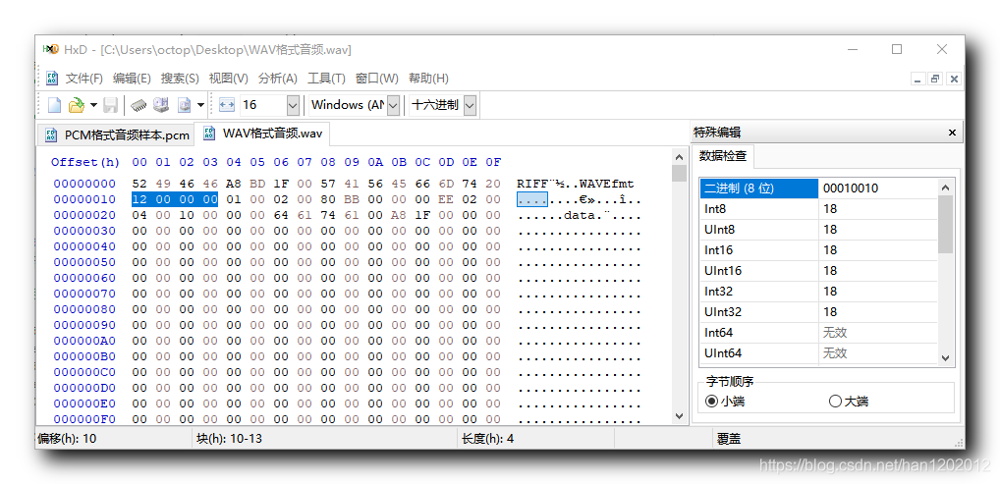 HxD - [C:\Users\octop\Desktop\WAV格式音频.wav]
文件(F) 编辑(E) 搜索(S) 视图(V) 分析(A) 工具(T) 窗口(W) 帮助(H)
16 Windows (AN 十六进制
PCM格式音频样本.pcm WAV格式音频.wav
Offset(h) 00 01 02 03 04 05 06 07 08 09 0A 0B 0C 0D 0E 0F
00000000 52 49 46 46 A8 BD 1F 00 57 41 56 45 66 6D 74 20 RIFF¨½..WAVEfmt
00000010 12 00 00 00 01 00 02 00 80 BB 00 00 00 EE 02 00 ........€»...î..
00000020 04 00 10 00 00 00 64 61 74 61 00 A8 1F 00 00 00 ......data.¨....
00000030 00 00 00 00 00 00 00 00 00 00 00 00 00 00 00 00 ................
00000040 00 00 00 00 00 00 00 00 00 00 00 00 00 00 00 00 ................
00000050 00 00 00 00 00 00 00 00 00 00 00 00 00 00 00 00 ................
00000060 00 00 00 00 00 00 00 00 00 00 00 00 00 00 00 00 ................
00000070 00 00 00 00 00 00 00 00 00 00 00 00 00 00 00 00 ................
00000080 00 00 00 00 00 00 00 00 00 00 00 00 00 00 00 00 ................
00000090 00 00 00 00 00 00 00 00 00 00 00 00 00 00 00 00 ................
000000A0 00 00 00 00 00 00 00 00 00 00 00 00 00 00 00 00 ................
000000B0 00 00 00 00 00 00 00 00 00 00 00 00 00 00 00 00 ................
000000C0 00 00 00 00 00 00 00 00 00 00 00 00 00 00 00 00 ................
000000D0 00 00 00 00 00 00 00 00 00 00 00 00 00 00 00 00 ................
000000E0 00 00 00 00 00 00 00 00 00 00 00 00 00 00 00 00 ................
000000F0 00 00 00 00 00 00 00 00 00 00 00 00 00 00 00 00 ................
特殊编辑
数据检查
二进制 (8 位) 00010010
Int8 18
UInt8 18
Int16 18
UInt16 18
Int32 18
UInt32 18
Int64 无效
UInt64 无效
字节顺序
小端 大端
偏移(h): 10 块(h): 10-13 长度(h): 4 覆盖
https://blog.csdn.net/han1202012